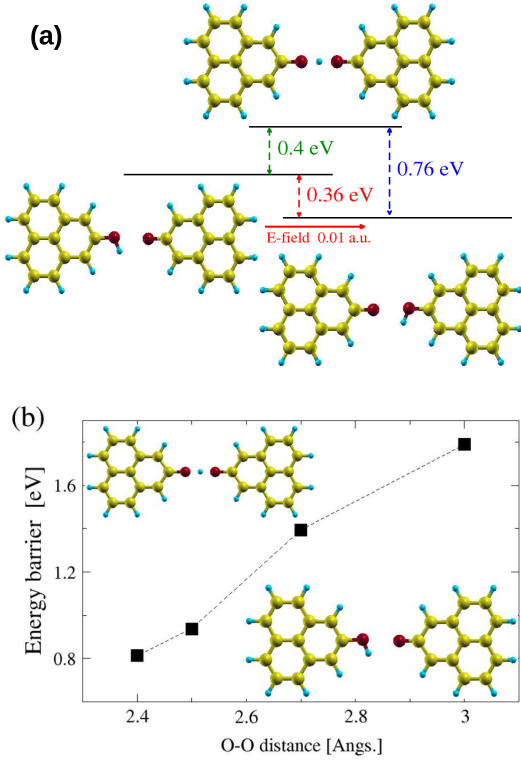 (a)
0.4 eV
0.76 eV
0.36 eV
E-field 0.01 a.u.
(b)
Energy barrier [eV]
1.6
1.2
0.8
2.4
2.6
2.8
3
O-O distance [Angs.]